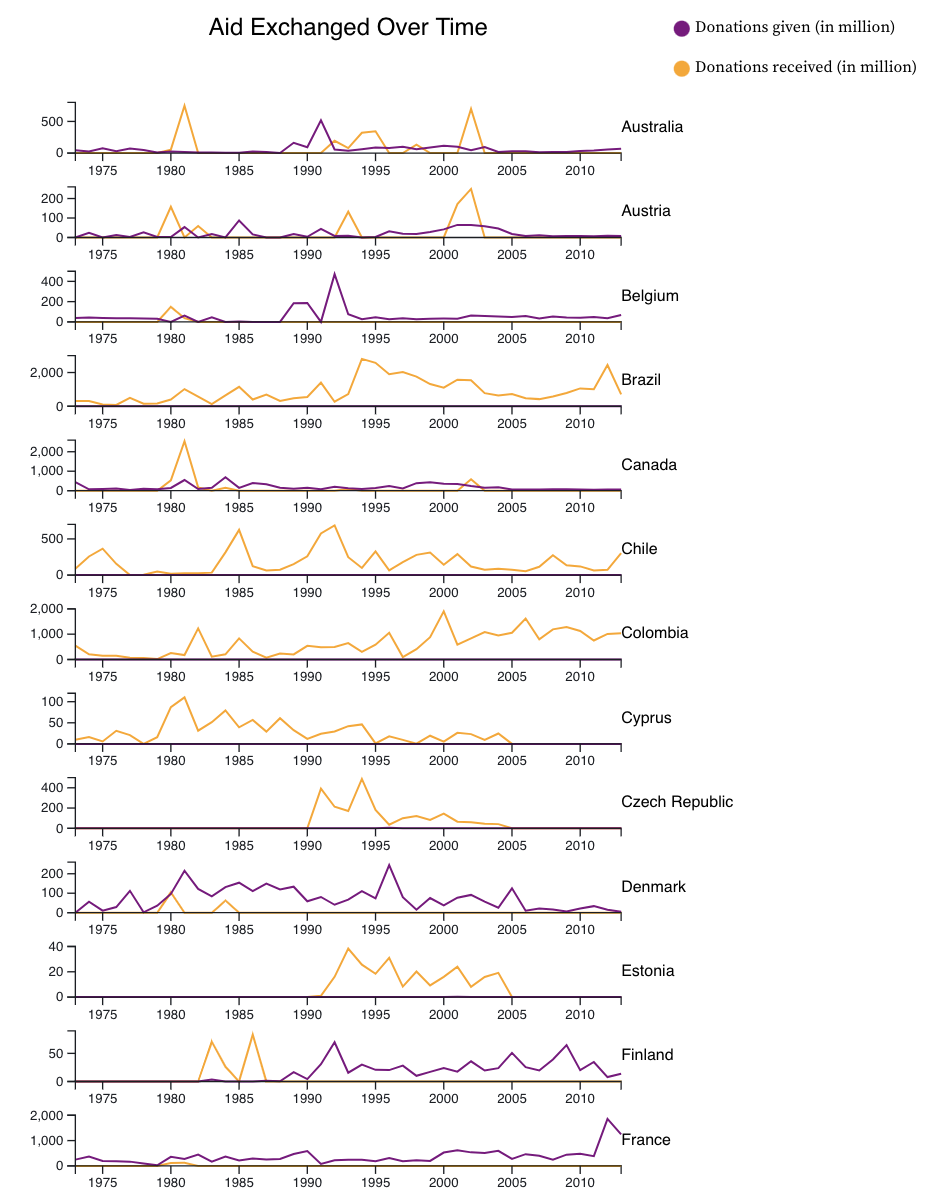 Aid Exchanged Over Time
Donations given (in million)
Donations received (in million)
500
0
1975 1980 1985 1990 1995 2000 2005 2010
Australia
200
100
0
1975 1980 1985 1990 1995 2000 2005 2010
Austria
400
200
0
1975 1980 1985 1990 1995 2000 2005 2010
Belgium
2,000
0
1975 1980 1985 1990 1995 2000 2005 2010
Brazil
2,000
1,000
0
1975 1980 1985 1990 1995 2000 2005 2010
Canada
500
0
1975 1980 1985 1990 1995 2000 2005 2010
Chile
2,000
1,000
0
1975 1980 1985 1990 1995 2000 2005 2010
Colombia
100
50
0
1975 1980 1985 1990 1995 2000 2005 2010
Cyprus
400
200
0
1975 1980 1985 1990 1995 2000 2005 2010
Czech Republic
200
100
0
1975 1980 1985 1990 1995 2000 2005 2010
Denmark
40
20
0
1975 1980 1985 1990 1995 2000 2005 2010
Estonia
50
0
1975 1980 1985 1990 1995 2000 2005 2010
Finland
2,000
1,000
0
1975 1980 1985 1990 1995 2000 2005 2010
France